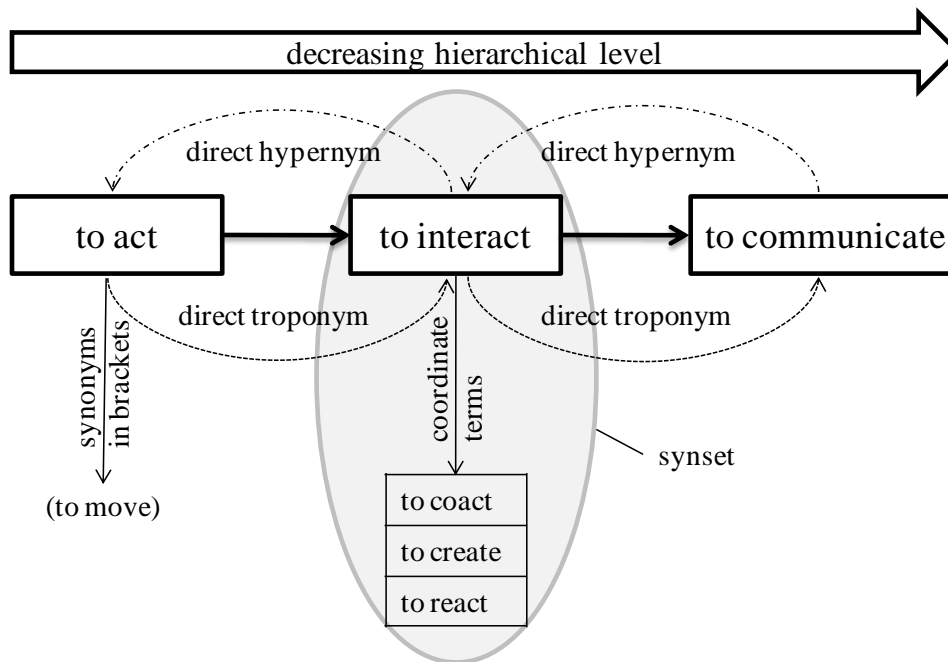 decreasing hierarchical level
direct hypernym
direct hypernym
to act
to interact
to communicate
direct troponym
direct troponym
synonyms
in brackets
coordinate
terms
synset
(to move)
to coact
to create
to react